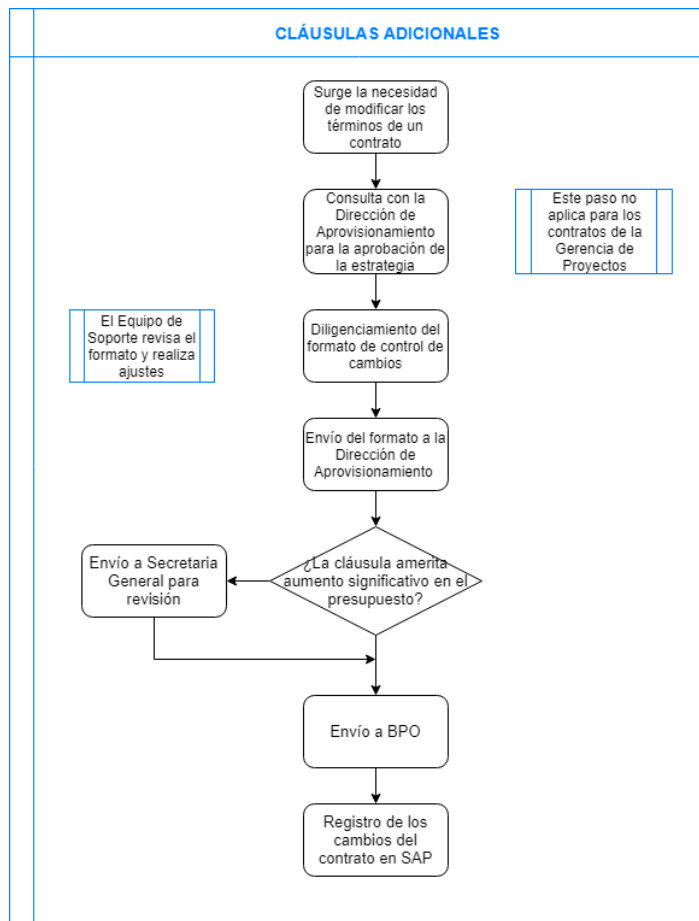 CLÁUSULAS ADICIONALES
Surge la necesidad
de modificar los
términos de un
contrato
Consulta con la
Dirección de
Aprovisionamiento
para la aprobación de
la estrategia
Este paso no
aplica para los
contratos de la
Gerencia de
Proyectos
El Equipo de
Soporte revisa el
formato y realiza
ajustes
Diligenciamiento del
formato de control de
cambios
Envío del formato a la
Dirección de
Aprovisionamiento
¿La cláusula amerita
aumento significativo en el
presupuesto?
Envío a Secretaria
General para
revisión
Envío a BPO
Registro de los
cambios del
contrato en SAP